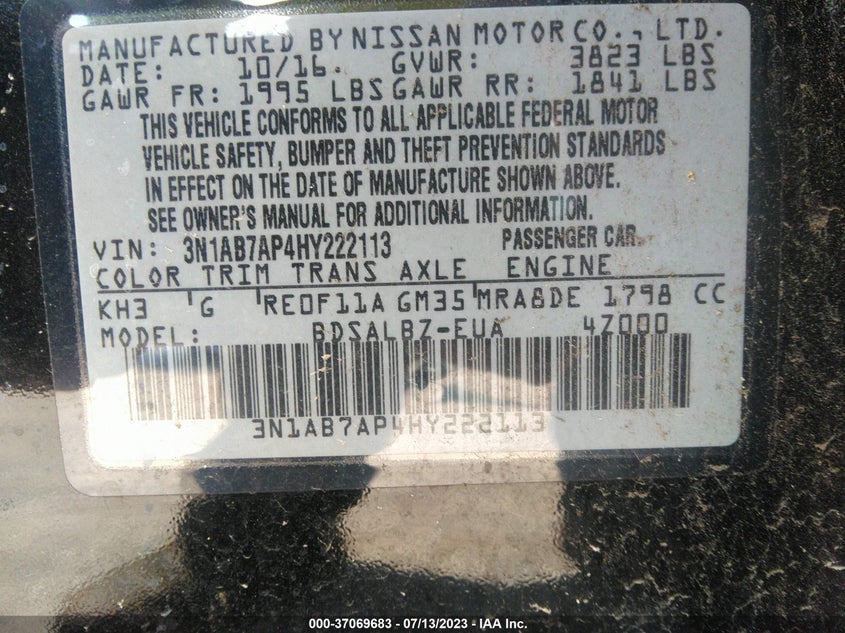 MANUFACTURED BY NISSAN MOTOR CO., LTD.
DATE: 10/16 GVWR: 3823 LBS
GAWR FR: 1995 LBS GAWR RR: 1841 LBS
THIS VEHICLE CONFORMS TO ALL APPLICABLE FEDERAL MOTOR
VEHICLE SAFETY, BUMPER AND THEFT PREVENTION STANDARDS
IN EFFECT ON THE DATE OF MANUFACTURE SHOWN ABOVE.
SEE OWNER'S MANUAL FOR ADDITIONAL INFORMATION.
VIN: 3N1AB7AP4HY222113 PASSENGER CAR
COLOR TRIM TRANS AXLE ENGINE
KH3 G RE0F11A GM35 MRA8DE 1798 CC
MODEL: BDSALBZ-EUA 4Z000
3N1AB7AP4HY222113
000-37069683 - 07/13/2023 - IAA Inc.